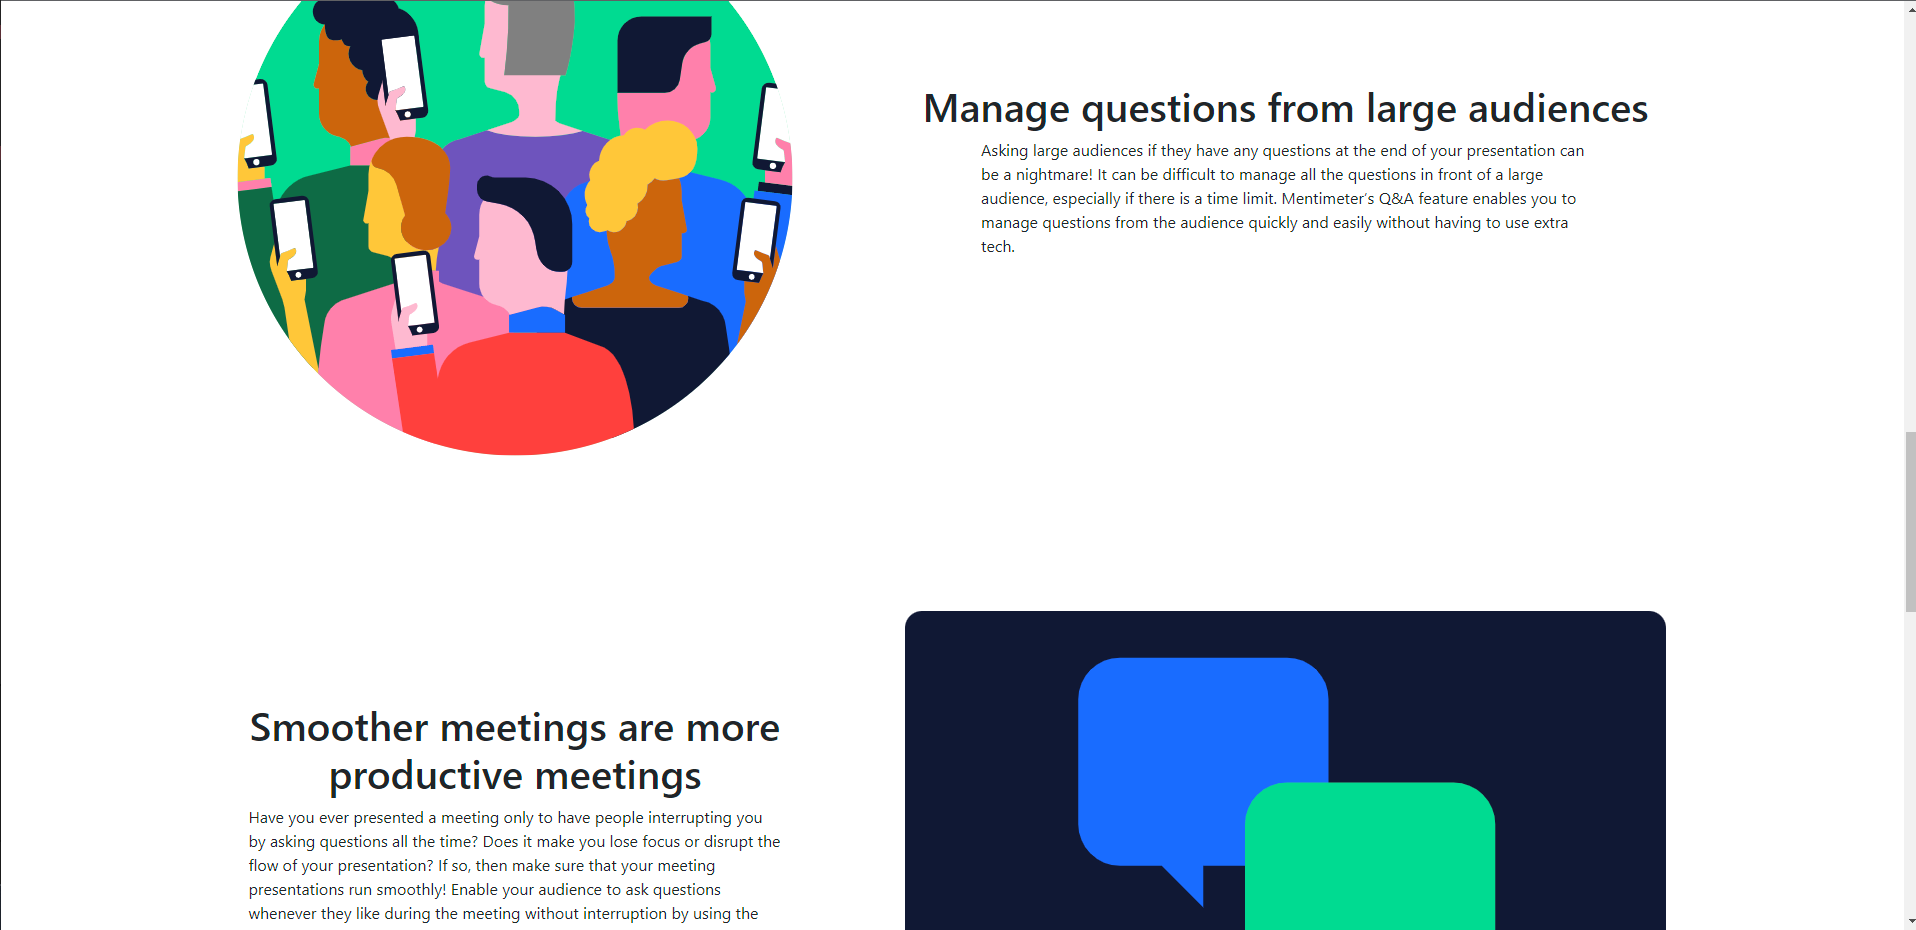 Manage questions from large audiences
Asking large audiences if they have any questions at the end of your presentation can
be a nightmare! It can be difficult to manage all the questions in front of a large
audience, especially if there is a time limit. Mentimeter’s Q&A feature enables you to
manage questions from the audience quickly and easily without having to use extra
tech.
Smoother meetings are more
productive meetings
Have you ever presented a meeting only to have people interrupting you
by asking questions all the time? Does it make you lose focus or disrupt the
flow of your presentation? If so, then make sure that your meeting
presentations run smoothly! Enable your audience to ask questions
whenever they like during the meeting without interruption by using the